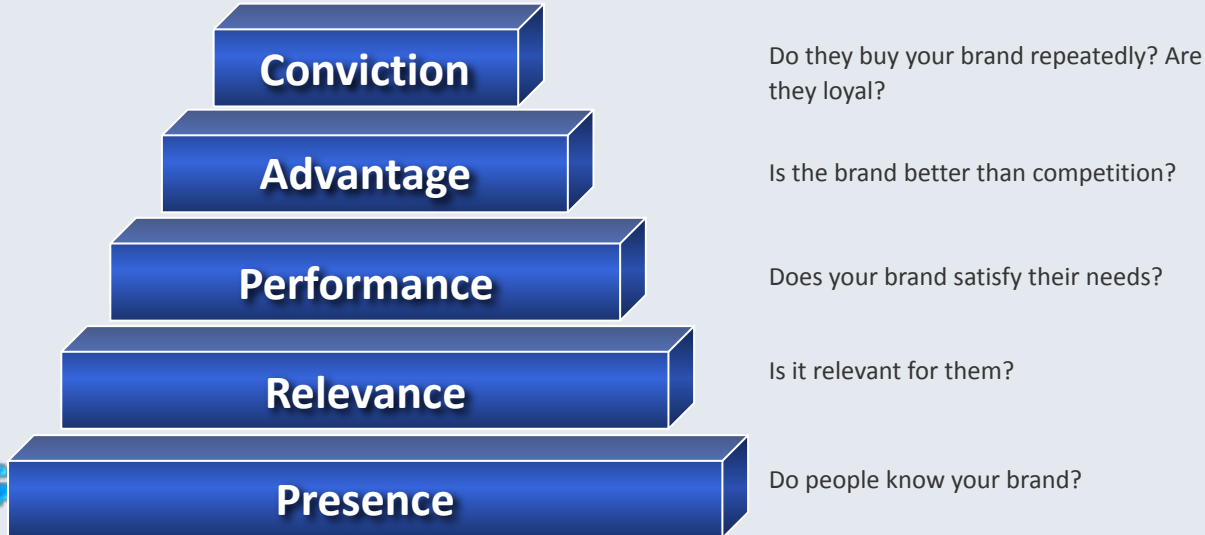 Conviction
Do they buy your brand repeatedly? Are
they loyal?
Advantage
Is the brand better than competition?
Performance
Does your brand satisfy their needs?
Relevance
Is it relevant for them?
Presence
Do people know your brand?